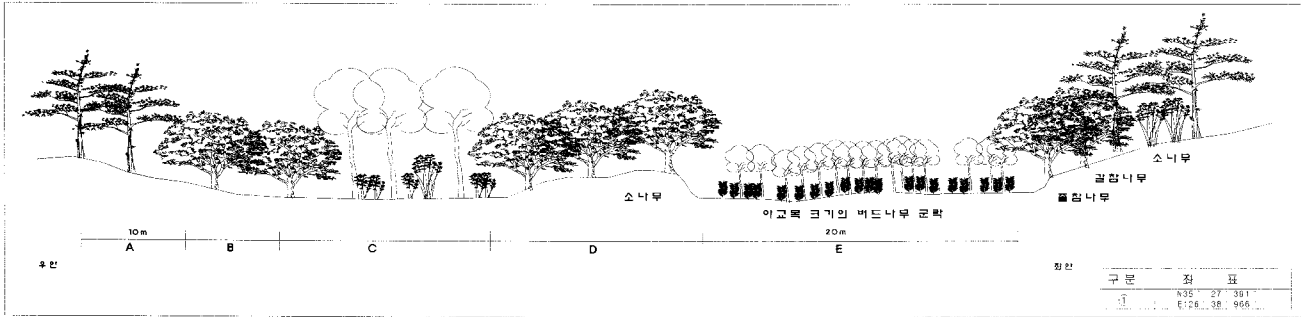 소나무
소나무
갈참나무
졸참나무
아교목 크기의 버드나무 군락
10m
20m
A
B
C
D
E
우안
좌안
구분 좌 표
① N35° 27' 391"
E126° 38' 966"